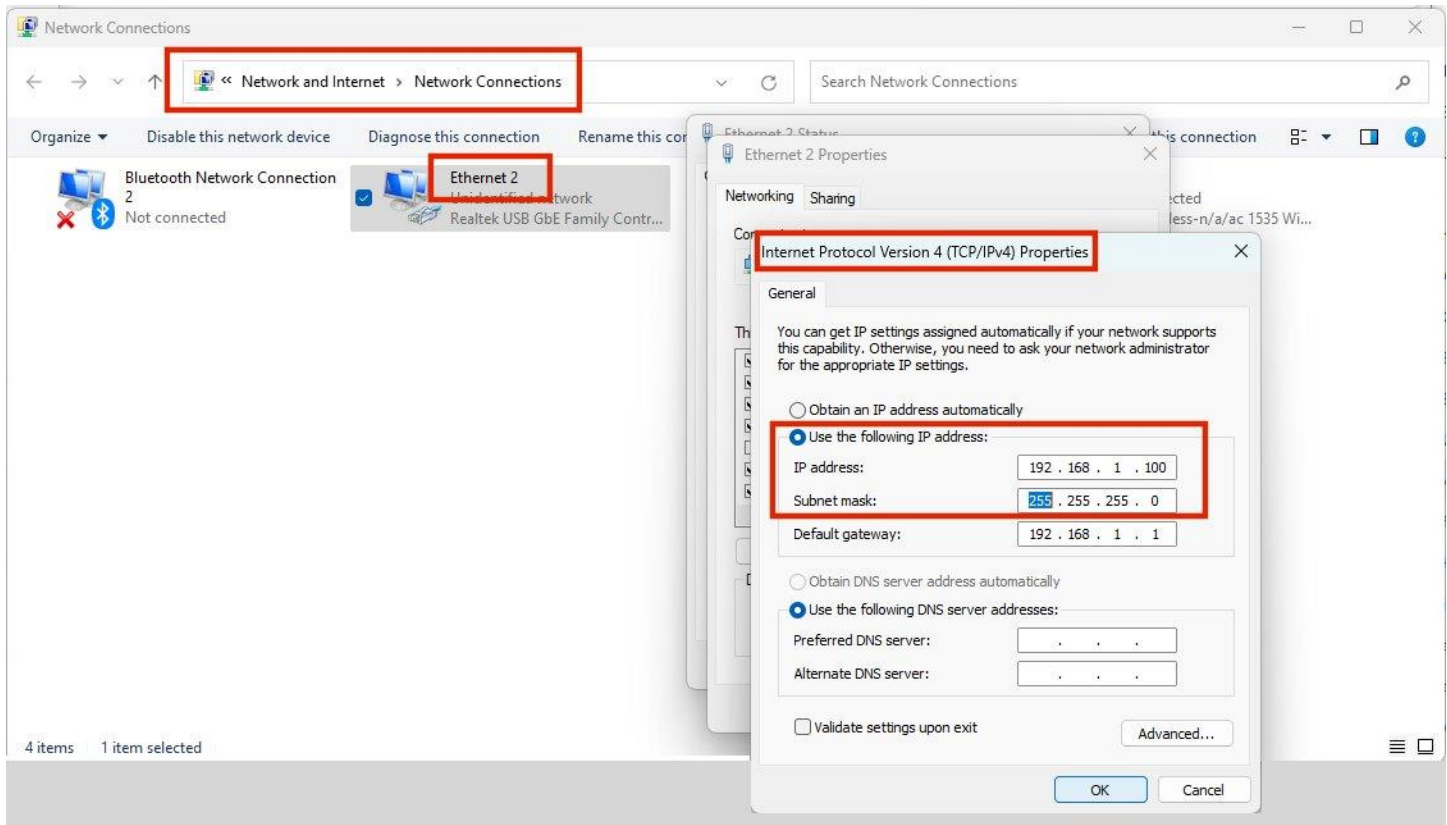 Network Connections
« Network and Internet › Network Connections
Search Network Connections
Organize
Disable this network device
Diagnose this connection
Rename this
this connection
Bluetooth Network Connection
2
Not connected
Ethernet 2
Unidentified network
Realtek USB GbE Family Contr...
Ethernet 2 Status
Ethernet 2 Properties
Networking
Sharing
1535 Wi...
Internet Protocol Version 4 (TCP/IPv4) Properties
General
You can get IP settings assigned automatically if your network supports
this capability. Otherwise, you need to ask your network administrator
for the appropriate IP settings.
Obtain an IP address automatically
Use the following IP address:
IP address: 192 . 168 . 1 . 100
Subnet mask: 255 . 255 . 255 . 0
Default gateway: 192 . 168 . 1 . 1
Obtain DNS server address automatically
Use the following DNS server addresses:
Preferred DNS server: . . .
Alternate DNS server: . . .
Validate settings upon exit
Advanced...
OK
Cancel
4 items
1 item selected